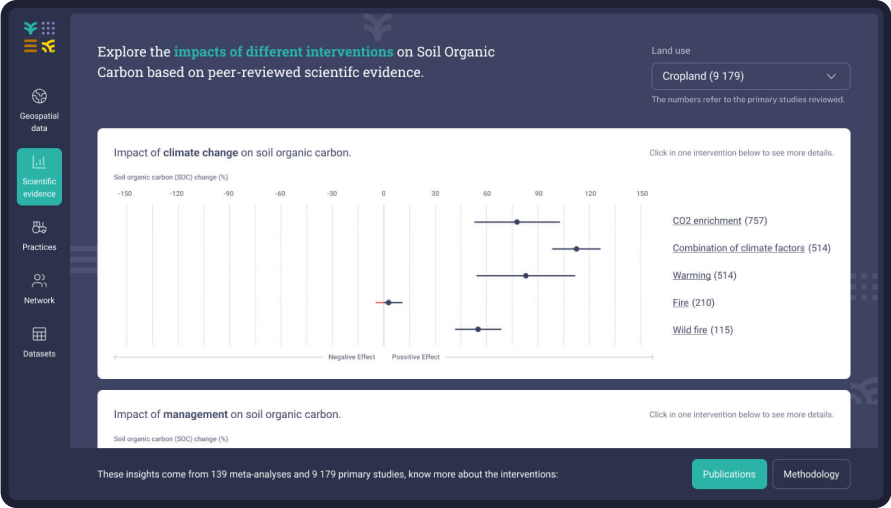 Explore the impacts of different interventions on Soil Organic
Carbon based on peer-reviewed scientifc evidence.
Land use
Cropland (9 179)
The numbers refer to the primary studies reviewed.
Geospatial
data
Scientific
evidence
Practices
Network
Datasets
Impact of climate change on soil organic carbon.
Click in one intervention below to see more details.
Soil organic carbon (SOC) change (%)
-150 -120 -90 -60 -30 0 30 60 90 120 150
CO2 enrichment (757)
Combination of climate factors (514)
Warming (514)
Fire (210)
Wild fire (115)
Negative Effect Possitive Effect
Impact of management on soil organic carbon.
Click in one intervention below to see more details.
Soil organic carbon (SOC) change (%)
These insights come from 139 meta-analyses and 9 179 primary studies, know more about the interventions:
Publications
Methodology